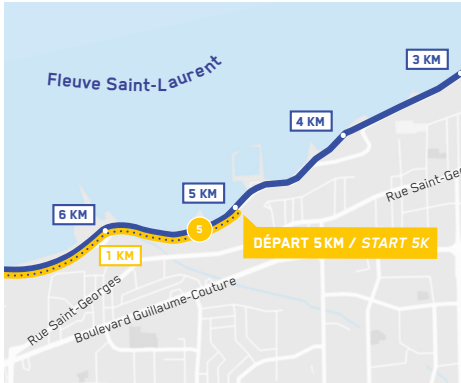 3 KM
Fleuve Saint-Laurent
4 KM
Rue Saint-Ge
5 KM
6 KM
5
DÉPART 5 KM / START 5K
1 KM
Rue Saint-Georges
Boulevard Guillaume-Couture